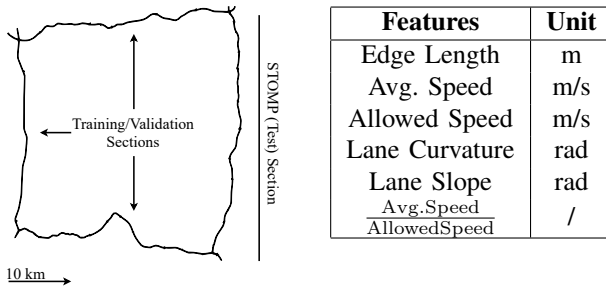 Training/Validation
Sections
STOMP (Test) Section
10 km
Features Unit
Edge Length m
Avg. Speed m/s
Allowed Speed m/s
Lane Curvature rad
Lane Slope rad
Avg.Speed
AllowedSpeed /